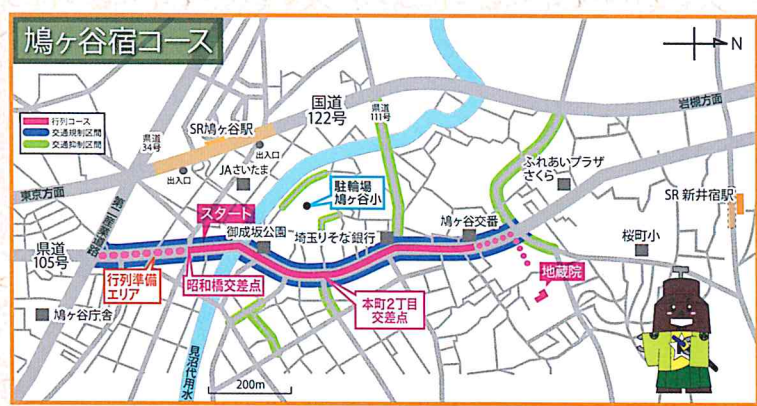 鳩ヶ谷宿コース
N
行列コース
交通規制区間
交通抑制区間
県道
34号
SR鳩ヶ谷駅
国道
122号
県道
111号
岩槻方面
出入口
出入口
JAさいたま
東京方面
第二産業道路
スタート
駐輪場
鳩ヶ谷小
ふれあいプラザ
さくら
SR 新井宿駅
県道
105号
御成坂公園
埼玉りそな銀行
鳩ヶ谷交番
桜町小
行列準備
エリア
昭和橋交差点
地蔵院
本町2丁目
交差点
鳩ヶ谷庁舎
見沼代用水
200m